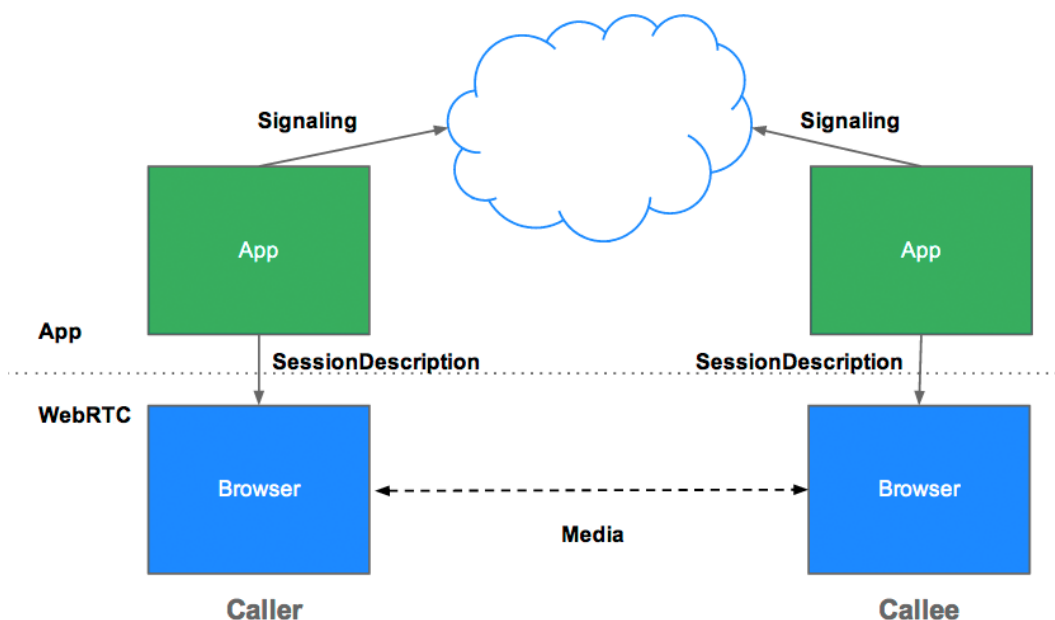 Signaling
Signaling
App
App
App
SessionDescription
SessionDescription
WebRTC
Browser
Browser
Media
Caller
Callee